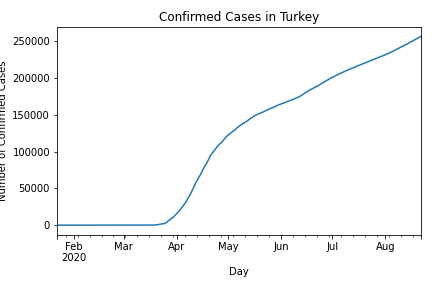 Confirmed Cases in Turkey
Number of Confirmed Cases
250000
200000
150000
100000
50000
0
Feb Mar Apr May Jun Jul Aug
2020
Day